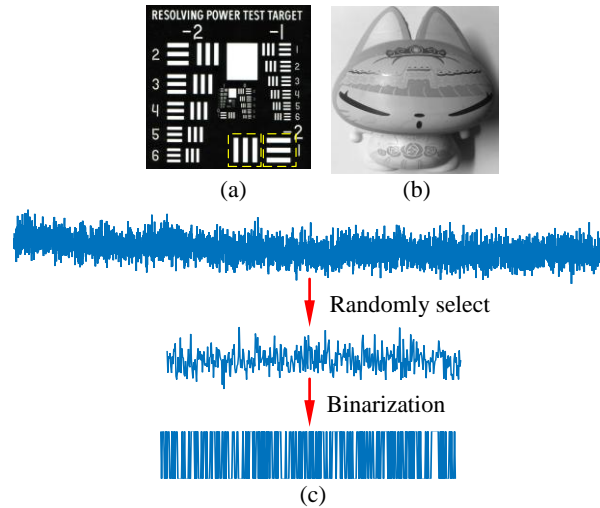 RESOLVING POWER TEST TARGET
-2 -1
2 1
3 2
4 3
5 4
6 5
6
-2
1
(a) (b)
Randomly select
Binarization
(c)